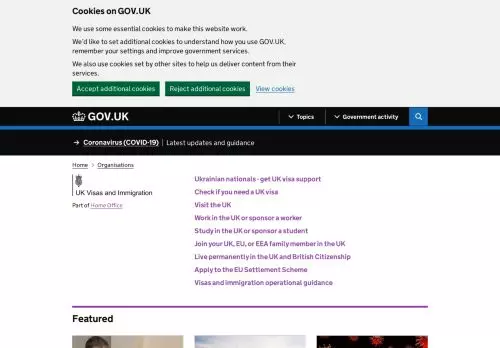 Cookies on GOV.UK
We use some essential cookies to make this website work.
We'd like to set additional cookies to understand how you use GOV.UK,
remember your settings and improve government services.
We also use cookies set by other sites to help us deliver content from their
services.
Accept additional cookies
Reject additional cookies
View cookies
GOV.UK
Topics
Government activity
→ Coronavirus (COVID-19) | Latest updates and guidance
Home > Organisations
UK Visas and Immigration
Part of Home Office
Ukrainian nationals - get UK visa support
Check if you need a UK visa
Visit the UK
Work in the UK or sponsor a worker
Study in the UK or sponsor a student
Join your UK, EU, or EEA family member in the UK
Live permanently in the UK and British Citizenship
Apply to the EU Settlement Scheme
Visas and immigration operational guidance
Featured